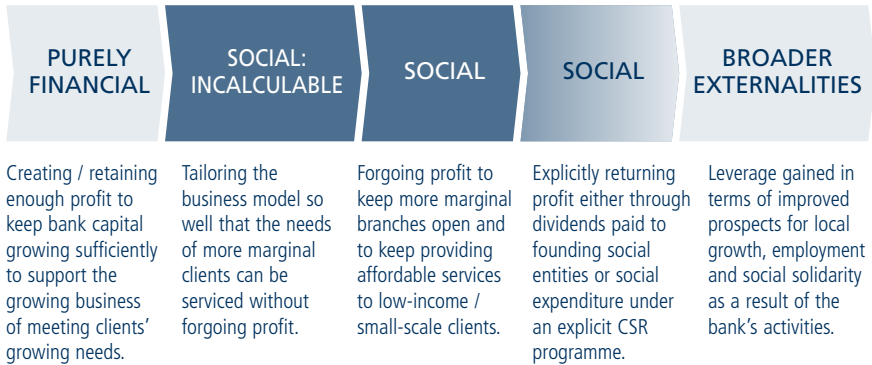 PURELY
FINANCIAL
SOCIAL:
INCALCULABLE
SOCIAL
SOCIAL
BROADER
EXTERNALITIES
Creating / retaining
enough profit to
keep bank capital
growing sufficiently
to support the
growing business
of meeting clients’
growing needs.
Tailoring the
business model so
well that the needs
of more marginal
clients can be
serviced without
forgoing profit.
Forgoing profit to
keep more marginal
branches open and
to keep providing
affordable services
to low-income /
small-scale clients.
Explicitly returning
profit either through
dividends paid to
founding social
entities or social
expenditure under
an explicit CSR
programme.
Leverage gained in
terms of improved
prospects for local
growth, employment
and social solidarity
as a result of the
bank’s activities.